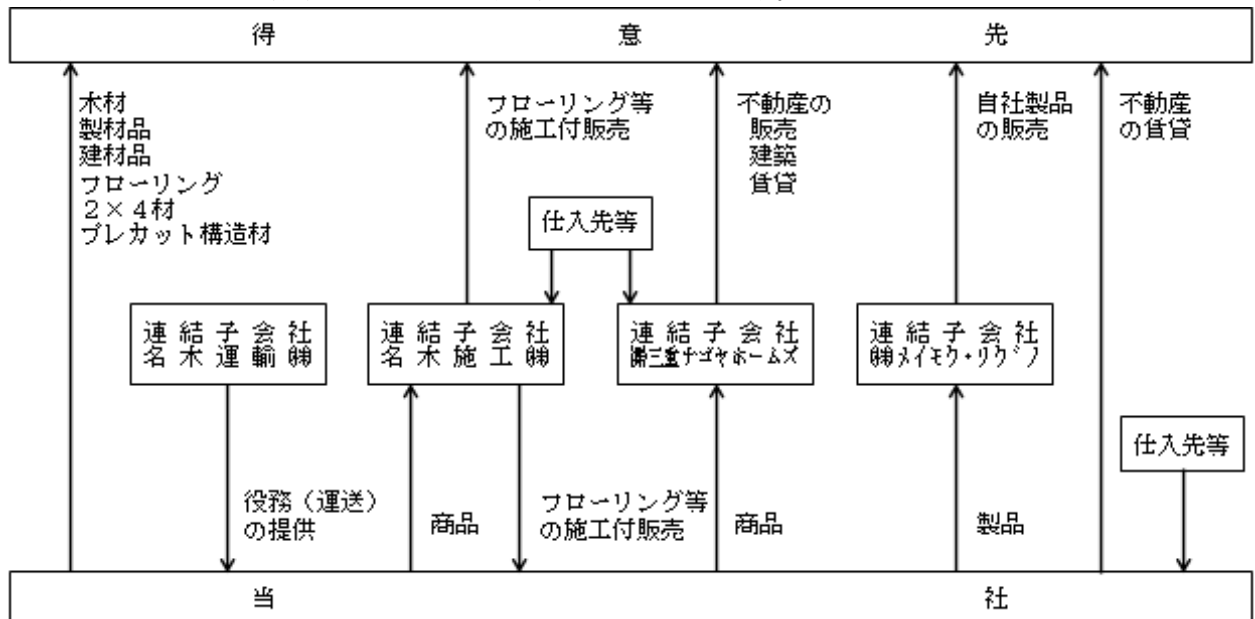 得意先
木材
製材品
建材品
フローリング
２×４材
プレカット構造材
フローリング等
の施工付販売
不動産の
販売
建築
賃貸
自社製品
の販売
不動産
の賃貸
仕入先等
連結子会社
名木運輸㈱
連結子会社
名木施工㈱
連結子会社
三重ナゴヤホームズ
連結子会社
㈱メイモク・リグノ
仕入先等
役務（運送）
の提供
商品
フローリング等
の施工付販売
商品
製品
当社